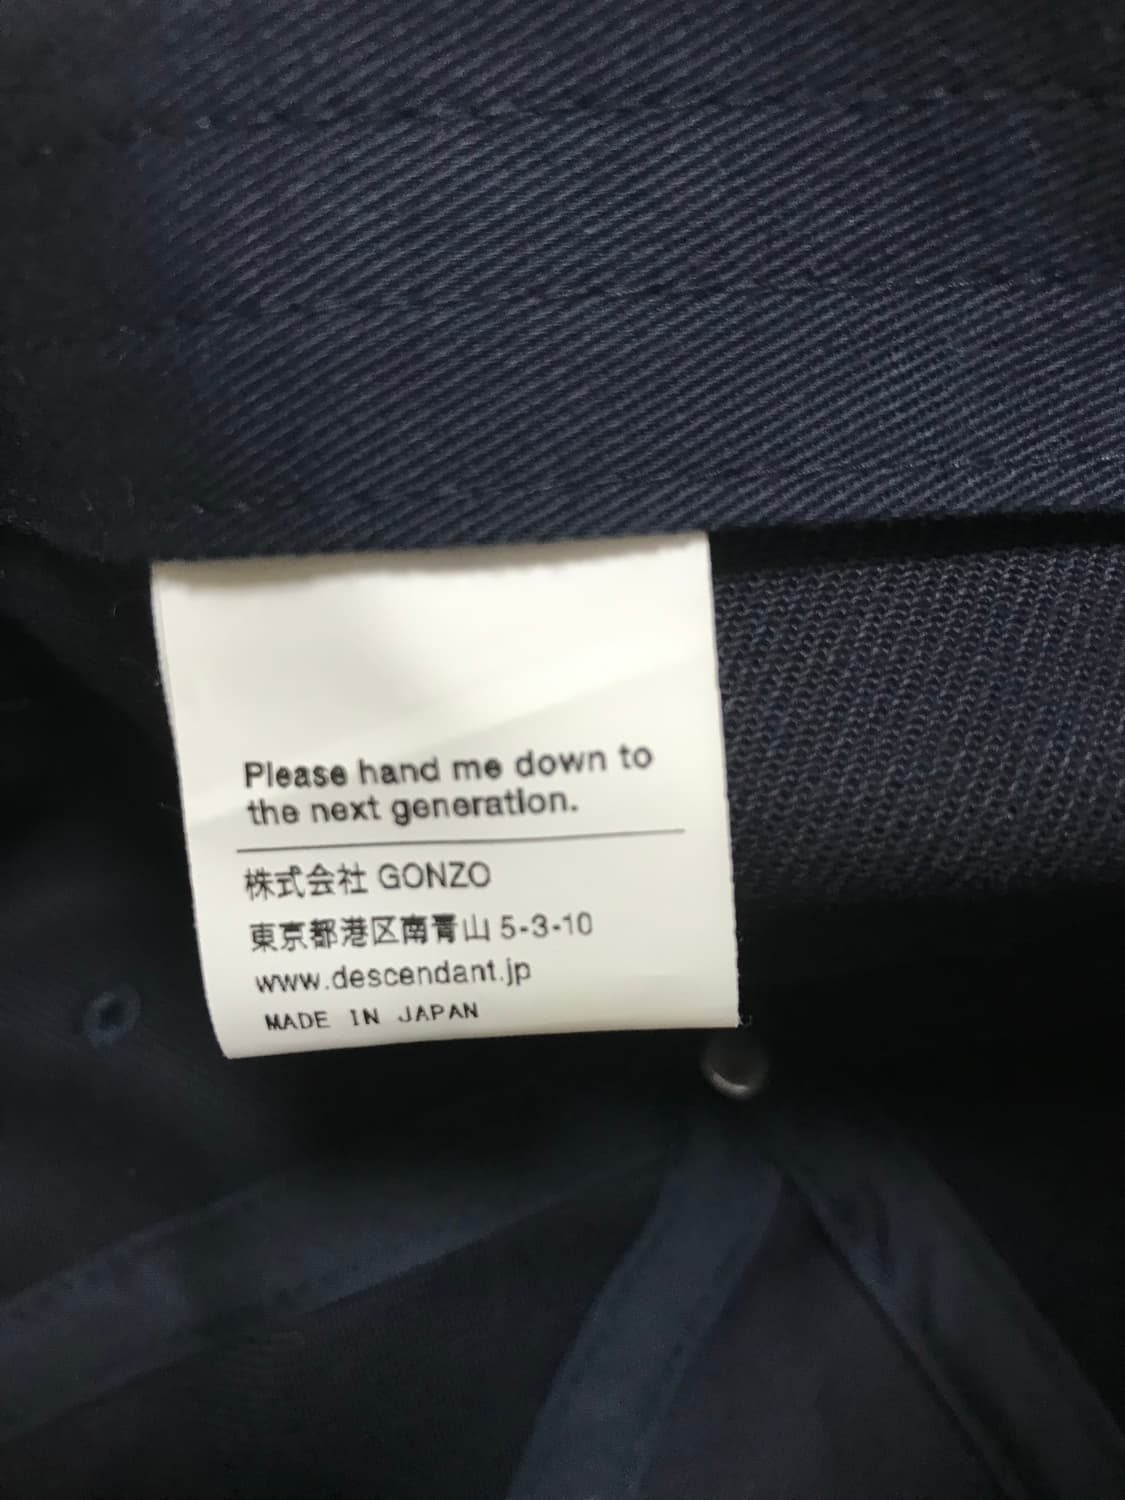 Please hand me down to
the next generation.
株式会社 GONZO
東京都港区南青山 5-3-10
www.descendant.jp
MADE IN JAPAN